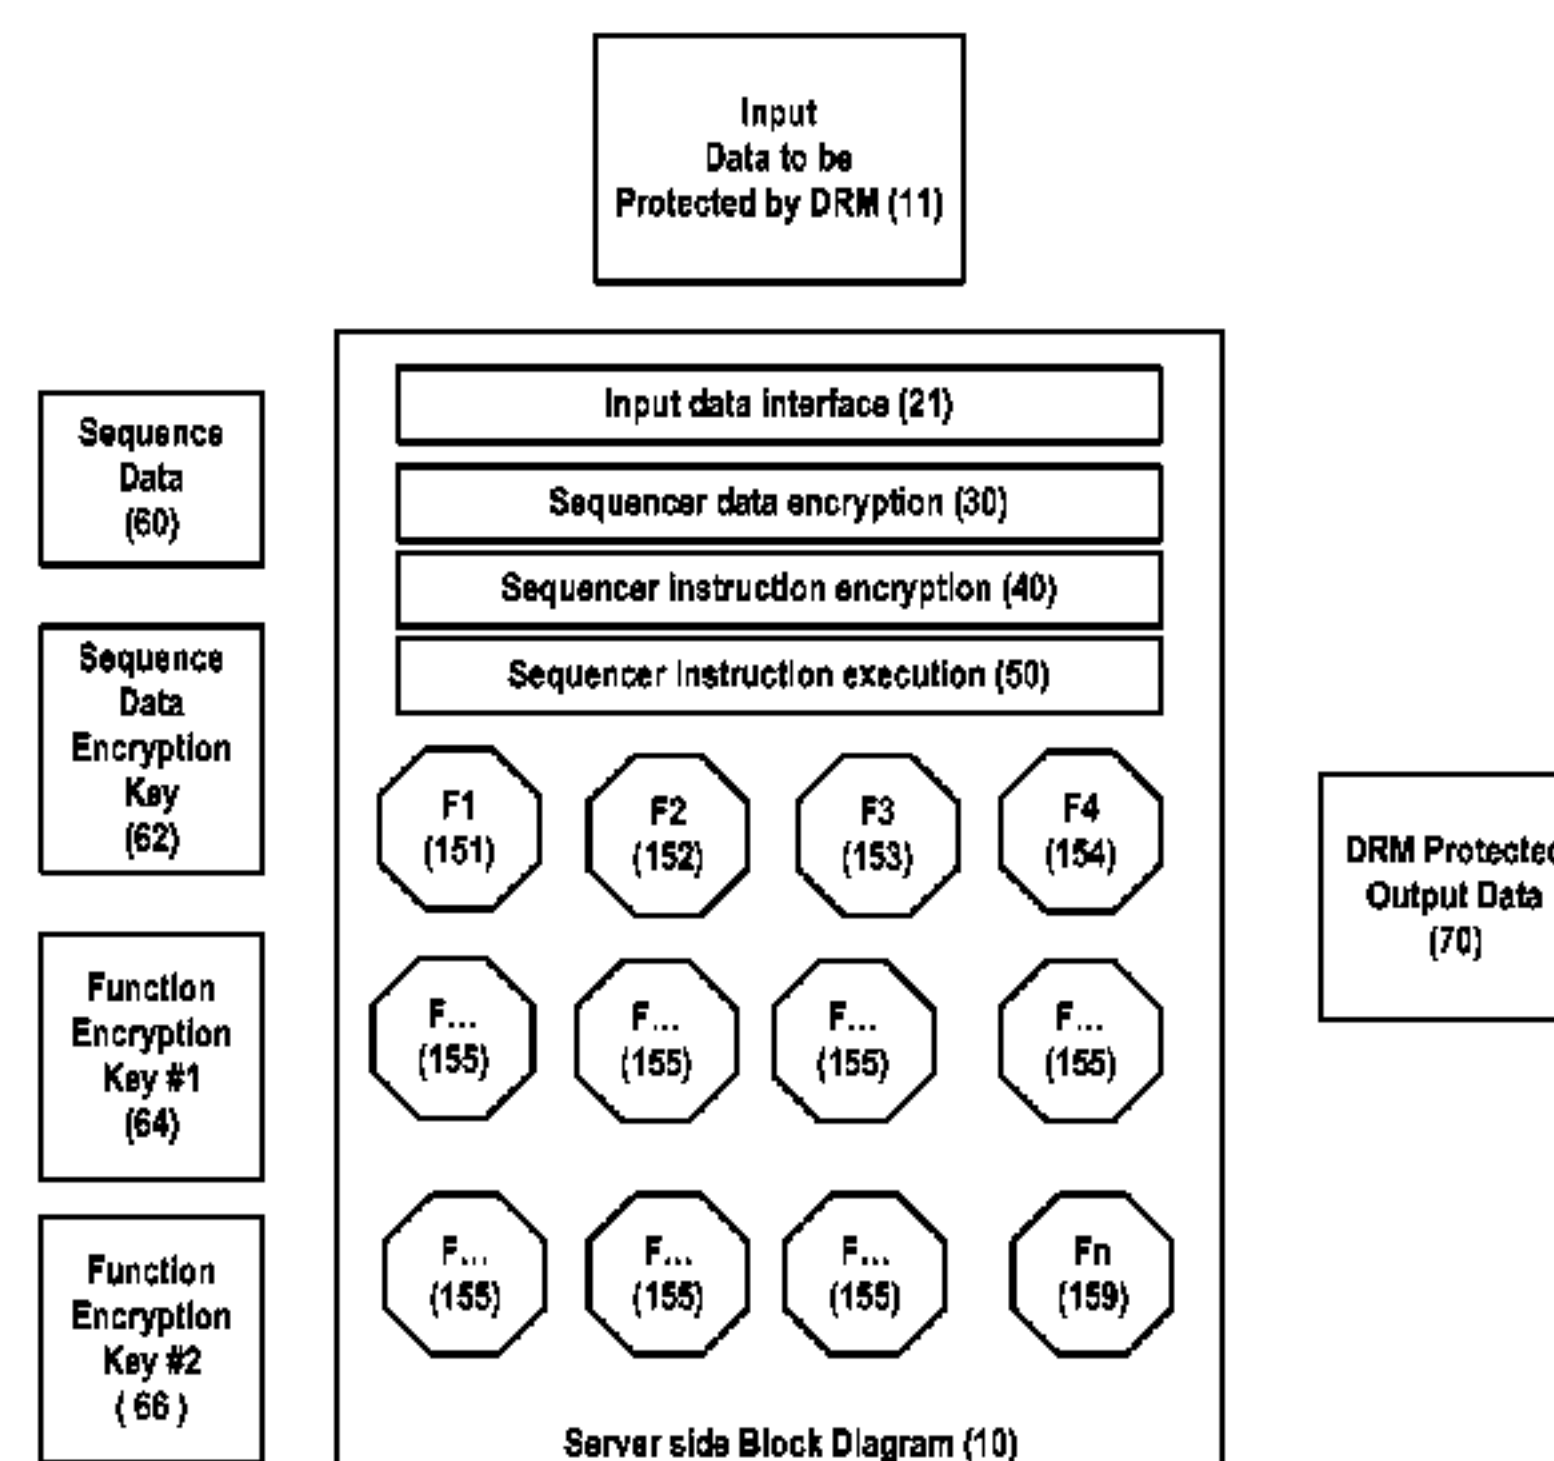 Input
Data to be
Protected by DRM (11)
Input data interface (21)
Sequencer data encryption (30)
Sequencer instruction encryption (40)
Sequencer instruction execution (50)
Sequence
Data
(60)
Sequence
Data
Encryption
Key
(62)
Function
Encryption
Key #1
(64)
Function
Encryption
Key #2
( 66 )
F1
(151)
F2
(152)
F3
(153)
F4
(154)
F...
(155)
F...
(155)
F...
(155)
F...
(155)
F...
(155)
F...
(155)
F...
(155)
Fn
(159)
Server side Block Diagram (10)
DRM Protected
Output Data
(70)